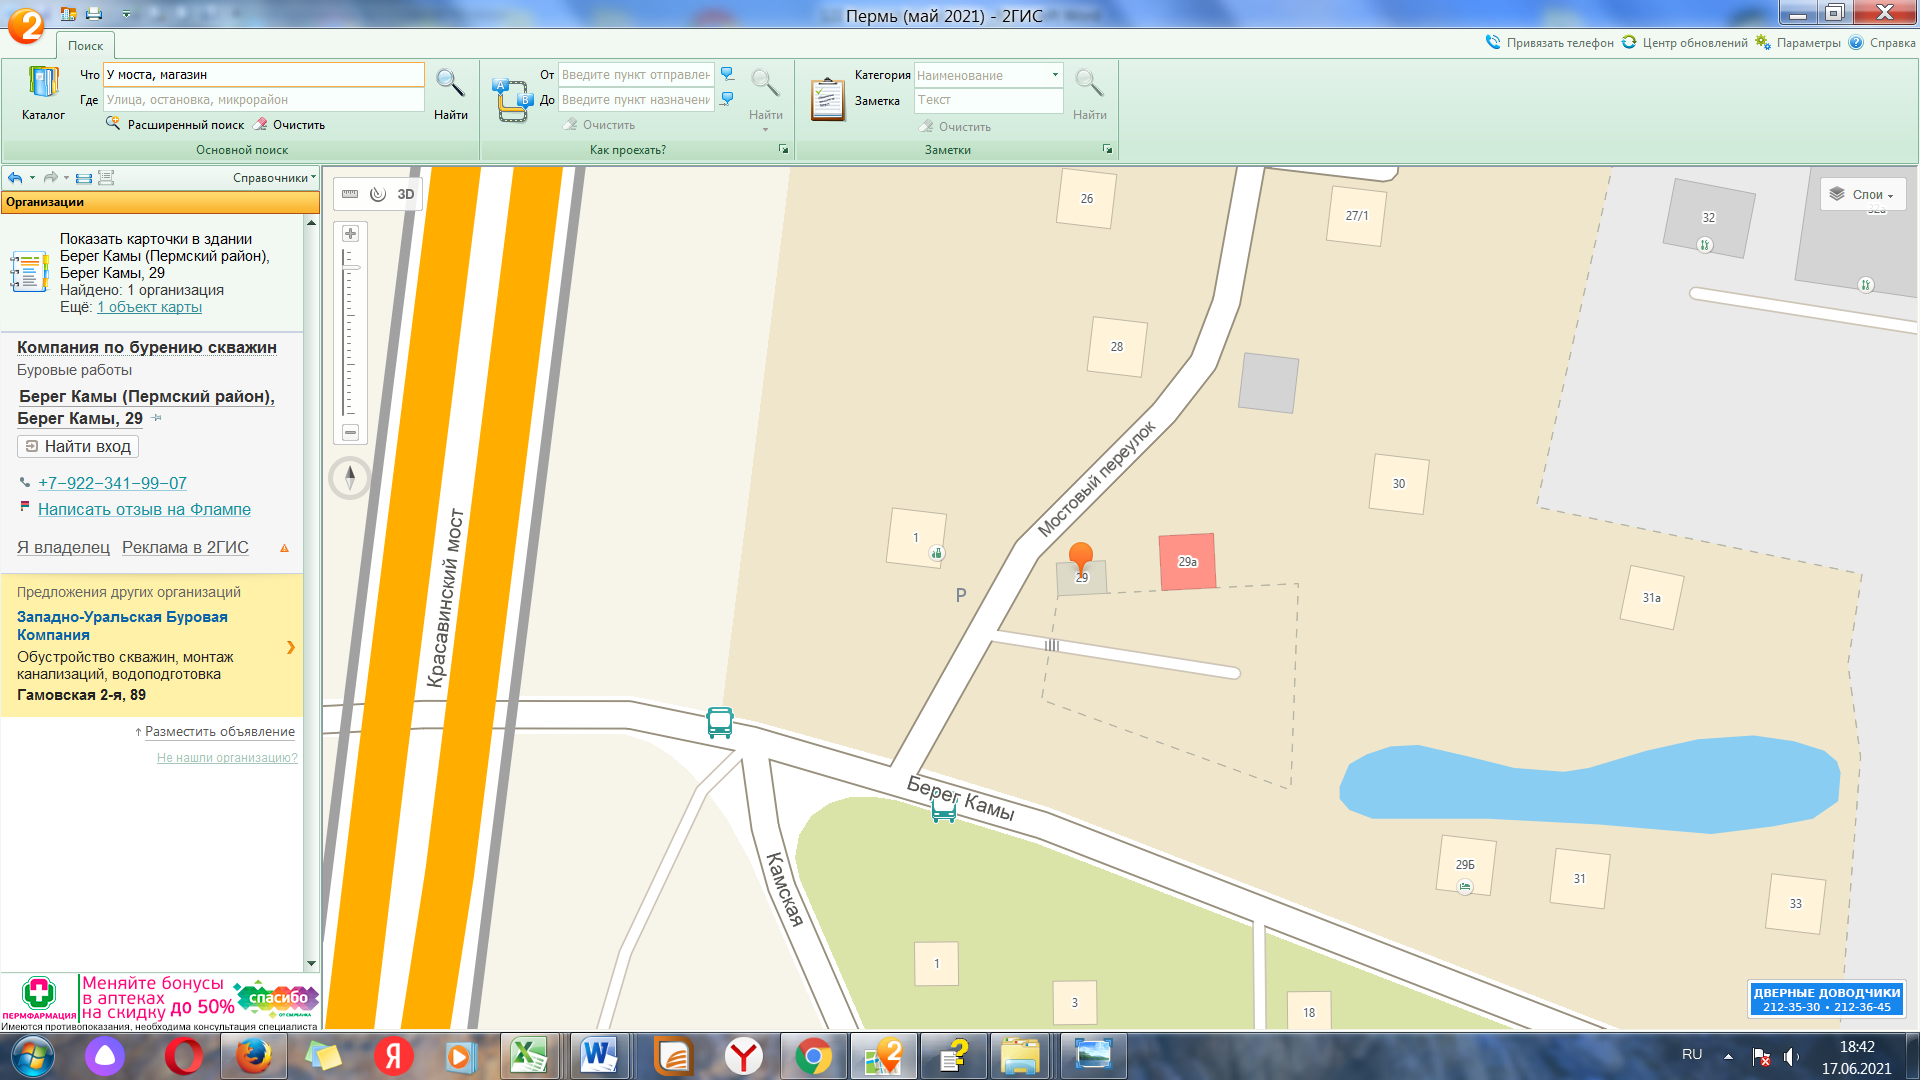 Пермь (май 2021) - 2ГИС
Поиск
Привязать телефон
Центр обновлений
Параметры
Справка
Каталог
Что
У моста, магазин
Где
Улица, остановка, микрорайон
Расширенный поиск
Очистить
Найти
Основной поиск
От
Введите пункт отправлен
До
Введите пункт назначени
Очистить
Найти
Как проехать?
Категория
Наименование
Заметка
Текст
Очистить
Найти
Заметки
Справочники
Организации
Показать карточки в здании
Берег Камы (Пермский район),
Берег Камы, 29
Найдено: 1 организация
Ещё: 1 объект карты
Компания по бурению скважин
Буровые работы
Берег Камы (Пермский район),
Берег Камы, 29
Найти вход
+7−922−341−99−07
Написать отзыв на Флампе
Я владелец
Реклама в 2ГИС
Предложения других организаций
Западно-Уральская Буровая
Компания
Обустройство скважин, монтаж
канализаций, водоподготовка
Гамовская 2-я, 89
↑ Разместить объявление
Не нашли организацию?
ПЕРМФАРМАЦИЯ
Меняйте бонусы
в аптеках
на скидку до 50%
спасибо
ОТ СБЕРБАНКА
Имеются противопоказания, необходима консультация специалиста
3D
Слои
26
27/1
32
32а
28
30
1
29
29а
31а
P
Мостовый переулок
Красавинский мост
Берег Камы
Камская
29Б
31
33
1
3
18
ДВЕРНЫЕ ДОВОДЧИКИ
212-35-30 • 212-36-45
RU
18:42
17.06.2021